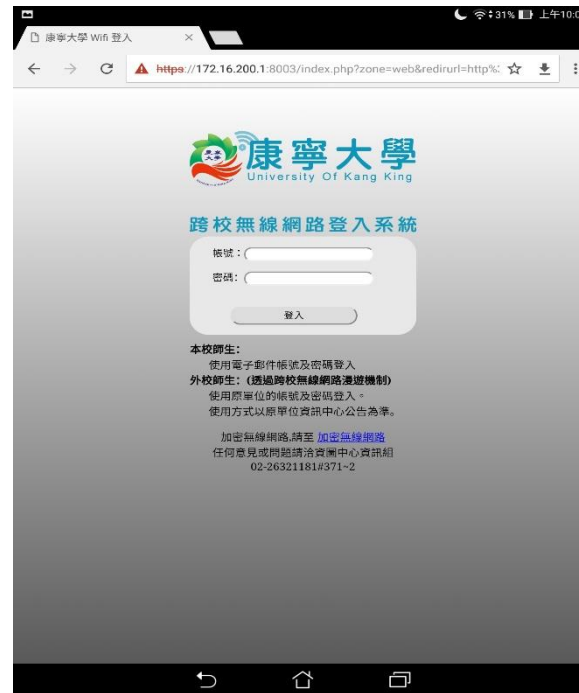 31% 上午10:0
康寧大學 Wifi 登入
https://172.16.200.1:8003/index.php?zone=web&redirurl=http%:
康寧大學
University Of Kang King
跨校無線網路登入系統
帳號：
密碼：
登入
本校師生：
使用電子郵件帳號及密碼登入
外校師生：(透過跨校無線網路漫遊機制)
使用原單位的帳號及密碼登入。
使用方式以原單位資訊中心公告為準。
加密無線網路,請至 加密無線網路
任何意見或問題請洽資圖中心資訊組
02-26321181#371~2